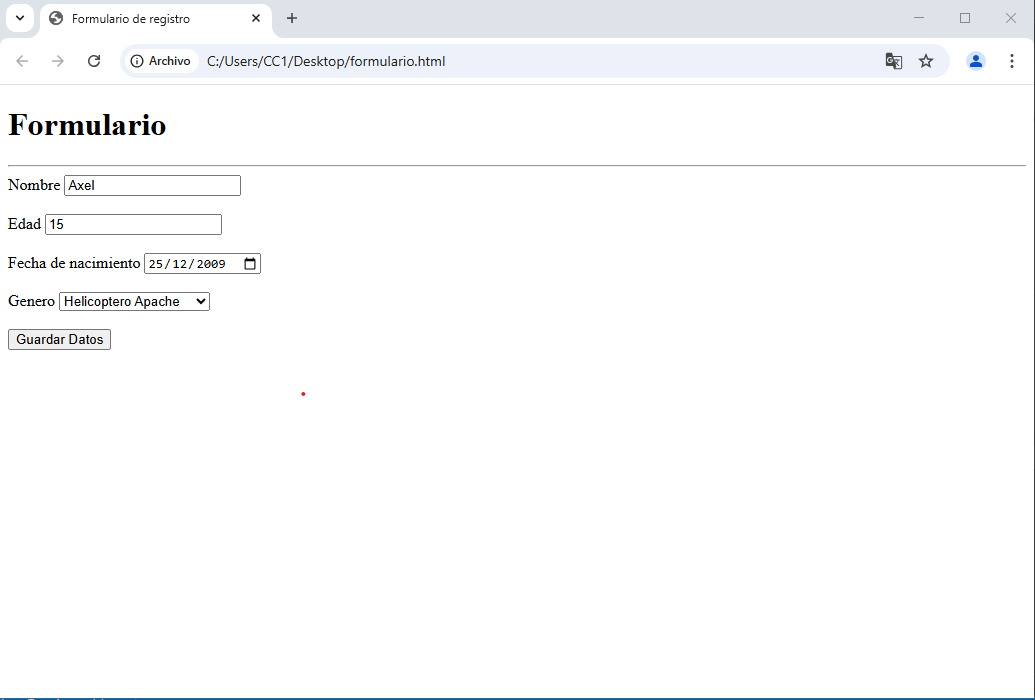 Formulario de registro
Archivo C:/Users/CC1/Desktop/formulario.html
Formulario
Nombre Axel
Edad 15
Fecha de nacimiento 25/12/2009
Genero Helicoptero Apache
Guardar Datos